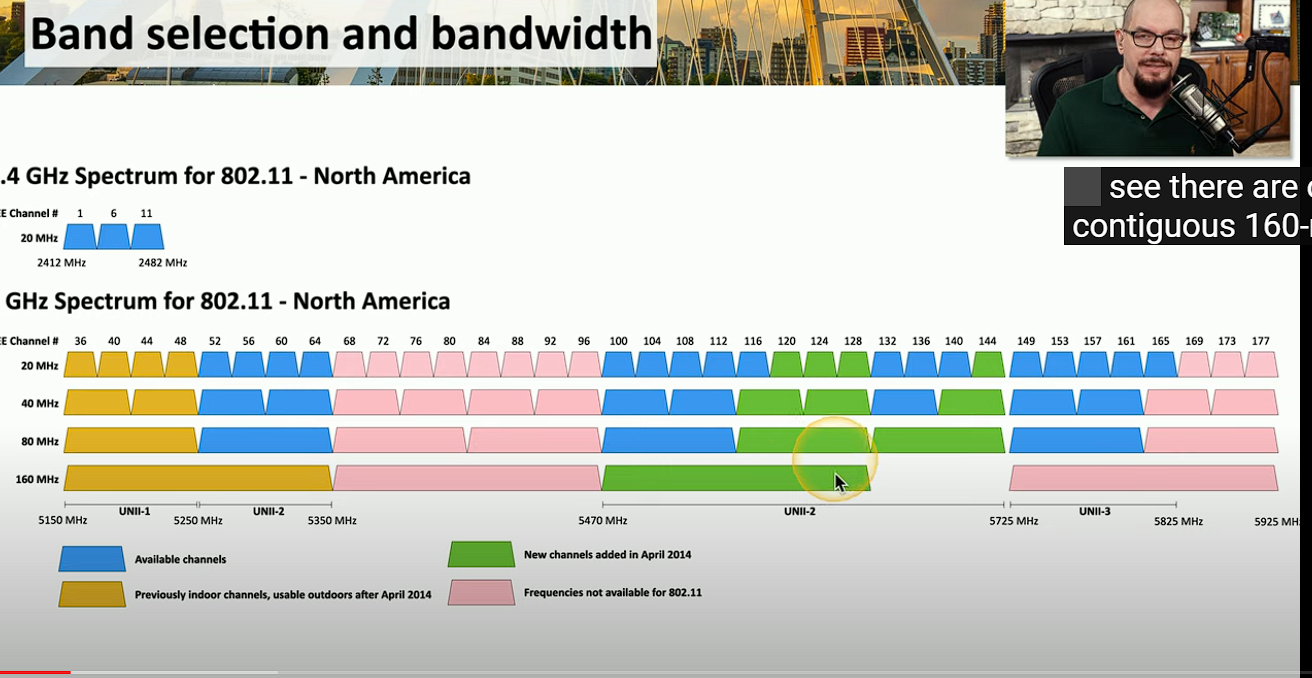 Band selection and bandwidth
see there are
contiguous 160-
.4 GHz Spectrum for 802.11 - North America
E Channel # 1 6 11
20 MHz
2412 MHz 2482 MHz
GHz Spectrum for 802.11 - North America
E Channel # 36 40 44 48 52 56 60 64 68 72 76 80 84 88 92 96 100 104 108 112 116 120 124 128 132 136 140 144 149 153 157 161 165 169 173 177
20 MHz
40 MHz
80 MHz
160 MHz
UNII-1 UNII-2 UNII-2 UNII-3
5150 MHz 5250 MHz 5350 MHz 5470 MHz 5725 MHz 5825 MHz 5925 MH
Available channels
New channels added in April 2014
Previously indoor channels, usable outdoors after April 2014
Frequencies not available for 802.11